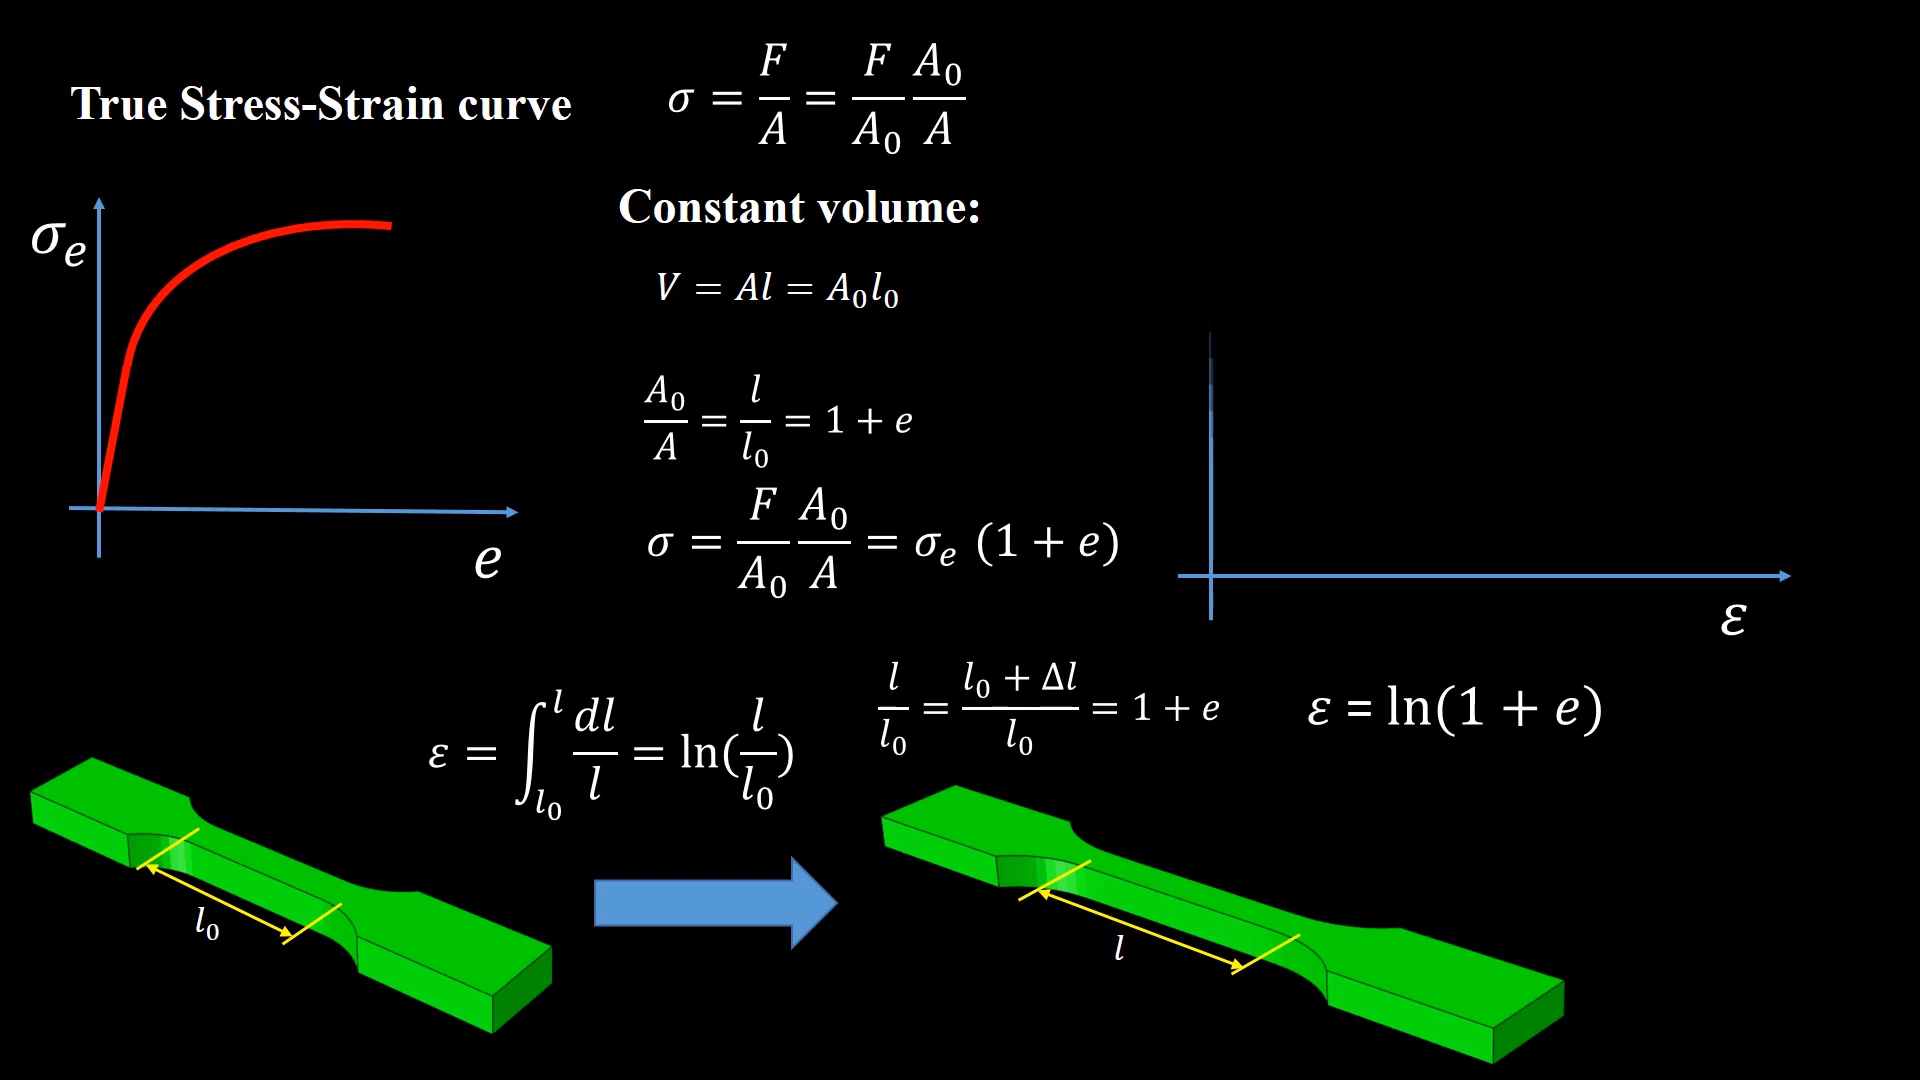 True Stress-Strain curve
σ = F/A = F/A₀ A₀/A
Constant volume:
σₑ
V = Al = A₀l₀
A₀/A = l/l₀ = 1 + e
σ = F/A₀ A₀/A = σₑ (1 + e)
e
ε
ε = ∫_{l₀}^{l} dl/l = ln(l/l₀)
l/l₀ = (l₀ + Δl)/l₀ = 1 + e
ε = ln(1 + e)
l₀
l